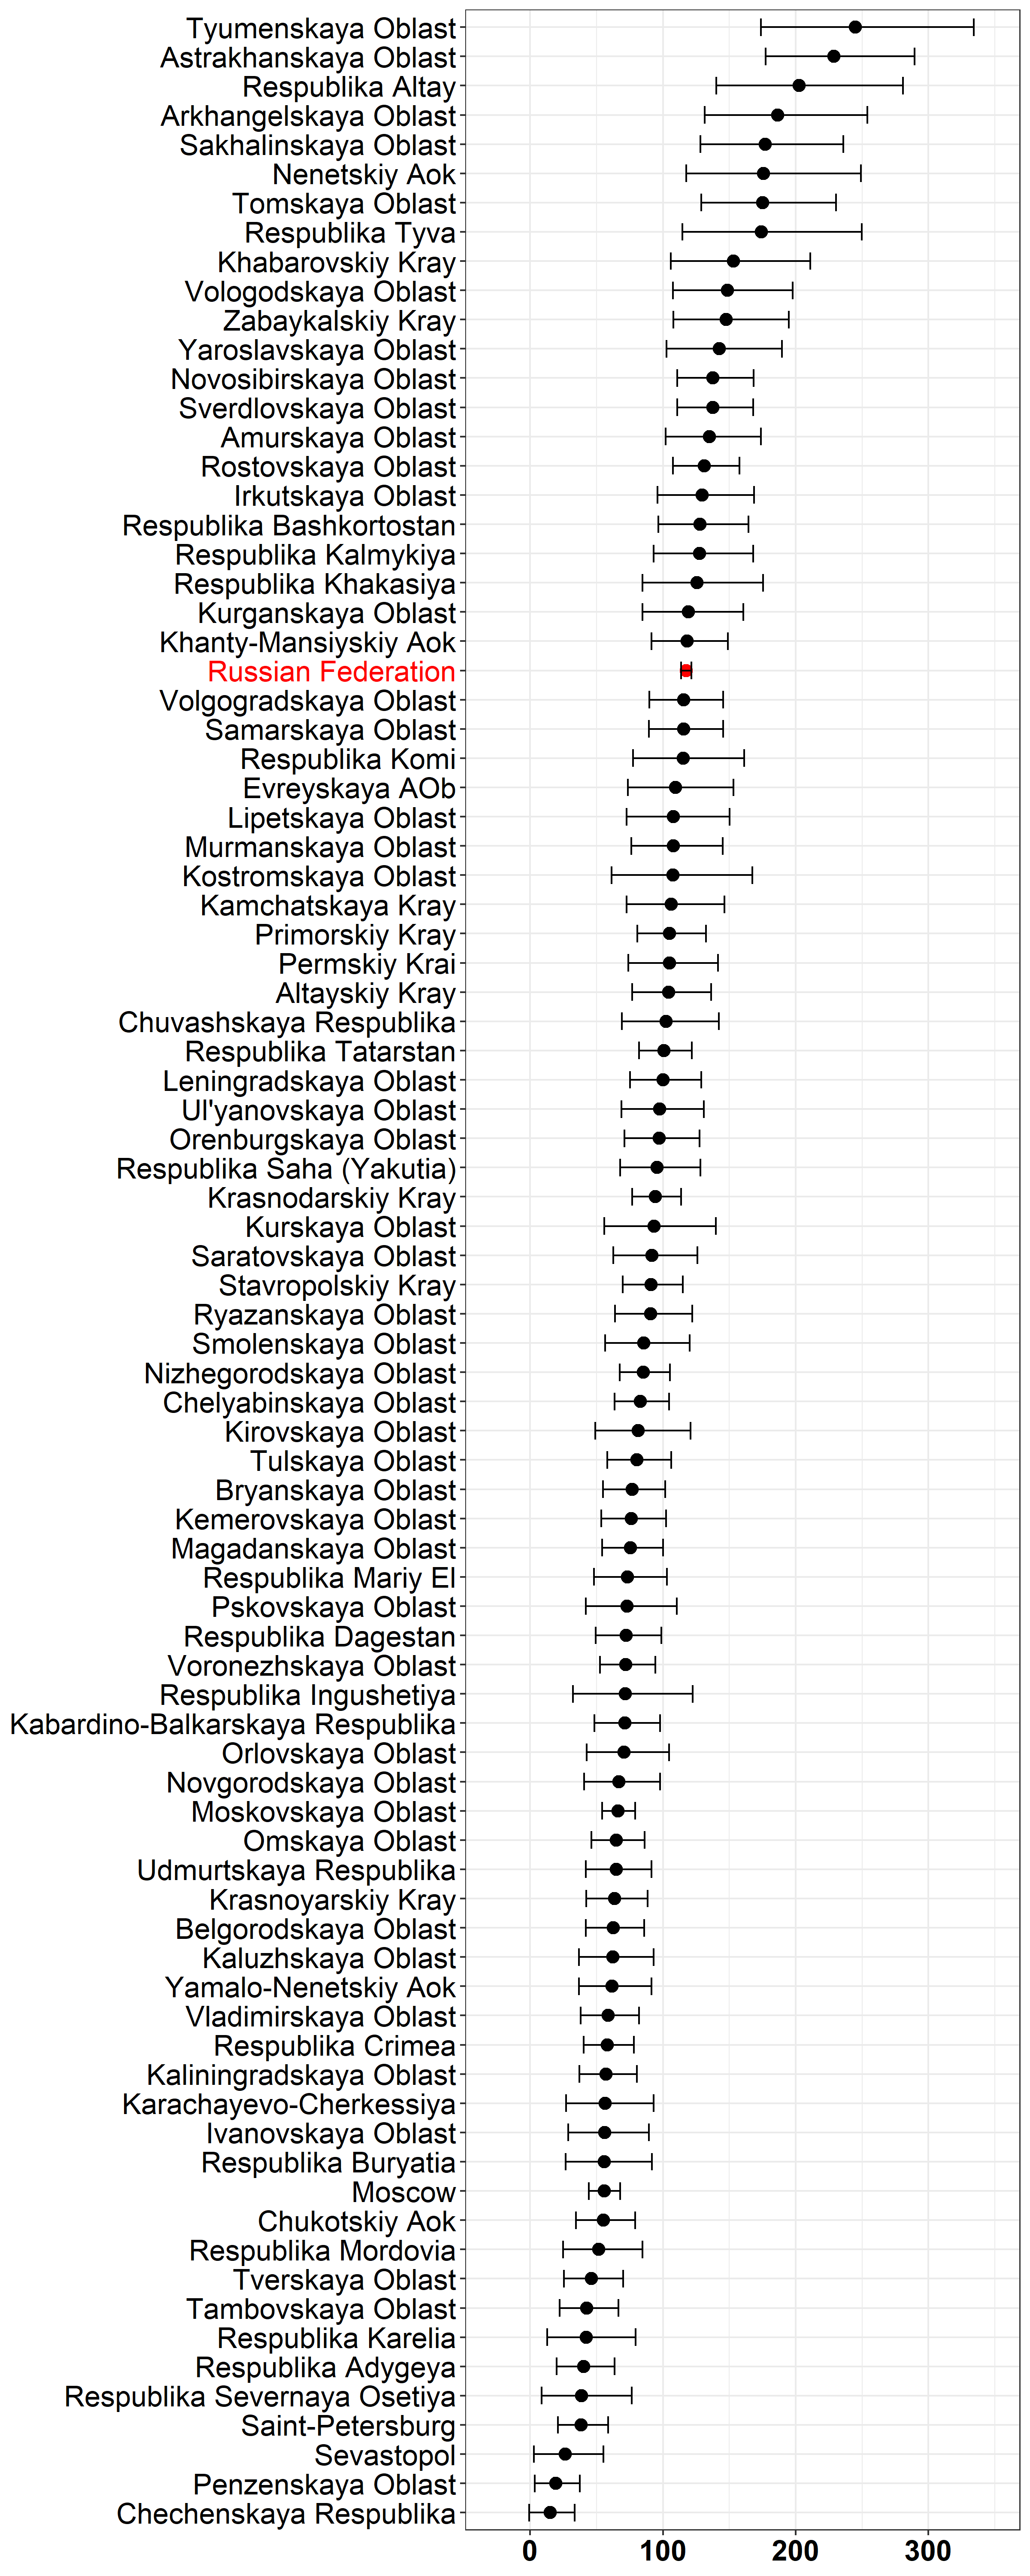 Tyumenskaya Oblast
Astrakhanskaya Oblast
Respublika Altay
Arkhangelskaya Oblast
Sakhalinskaya Oblast
Nenetskiy Aok
Tomskaya Oblast
Respublika Tyva
Khabarovskiy Kray
Vologodskaya Oblast
Zabaykalskiy Kray
Yaroslavskaya Oblast
Novosibirskaya Oblast
Sverdlovskaya Oblast
Amurskaya Oblast
Rostovskaya Oblast
Irkutskaya Oblast
Respublika Bashkortostan
Respublika Kalmykiya
Respublika Khakasiya
Kurganskaya Oblast
Khanty-Mansiyskiy Aok
Russian Federation
Volgogradskaya Oblast
Samarskaya Oblast
Respublika Komi
Evreyskaya AOb
Lipetskaya Oblast
Murmanskaya Oblast
Kostromskaya Oblast
Kamchatskaya Kray
Primorskiy Kray
Permskiy Krai
Altayskiy Kray
Chuvashskaya Respublika
Respublika Tatarstan
Leningradskaya Oblast
Ul'yanovskaya Oblast
Orenburgskaya Oblast
Respublika Saha (Yakutia)
Krasnodarskiy Kray
Kurskaya Oblast
Saratovskaya Oblast
Stavropolskiy Kray
Ryazanskaya Oblast
Smolenskaya Oblast
Nizhegorodskaya Oblast
Chelyabinskaya Oblast
Kirovskaya Oblast
Tulskaya Oblast
Bryanskaya Oblast
Kemerovskaya Oblast
Magadanskaya Oblast
Respublika Mariy El
Pskovskaya Oblast
Respublika Dagestan
Voronezhskaya Oblast
Respublika Ingushetiya
Kabardino-Balkarskaya Respublika
Orlovskaya Oblast
Novgorodskaya Oblast
Moskovskaya Oblast
Omskaya Oblast
Udmurtskaya Respublika
Krasnoyarskiy Kray
Belgorodskaya Oblast
Kaluzhskaya Oblast
Yamalo-Nenetskiy Aok
Vladimirskaya Oblast
Respublika Crimea
Kaliningradskaya Oblast
Karachayevo-Cherkessiya
Ivanovskaya Oblast
Respublika Buryatia
Moscow
Chukotskiy Aok
Respublika Mordovia
Tverskaya Oblast
Tambovskaya Oblast
Respublika Karelia
Respublika Adygeya
Respublika Severnaya Osetiya
Saint-Petersburg
Sevastopol
Penzenskaya Oblast
Chechenskaya Respublika
0 100 200 300